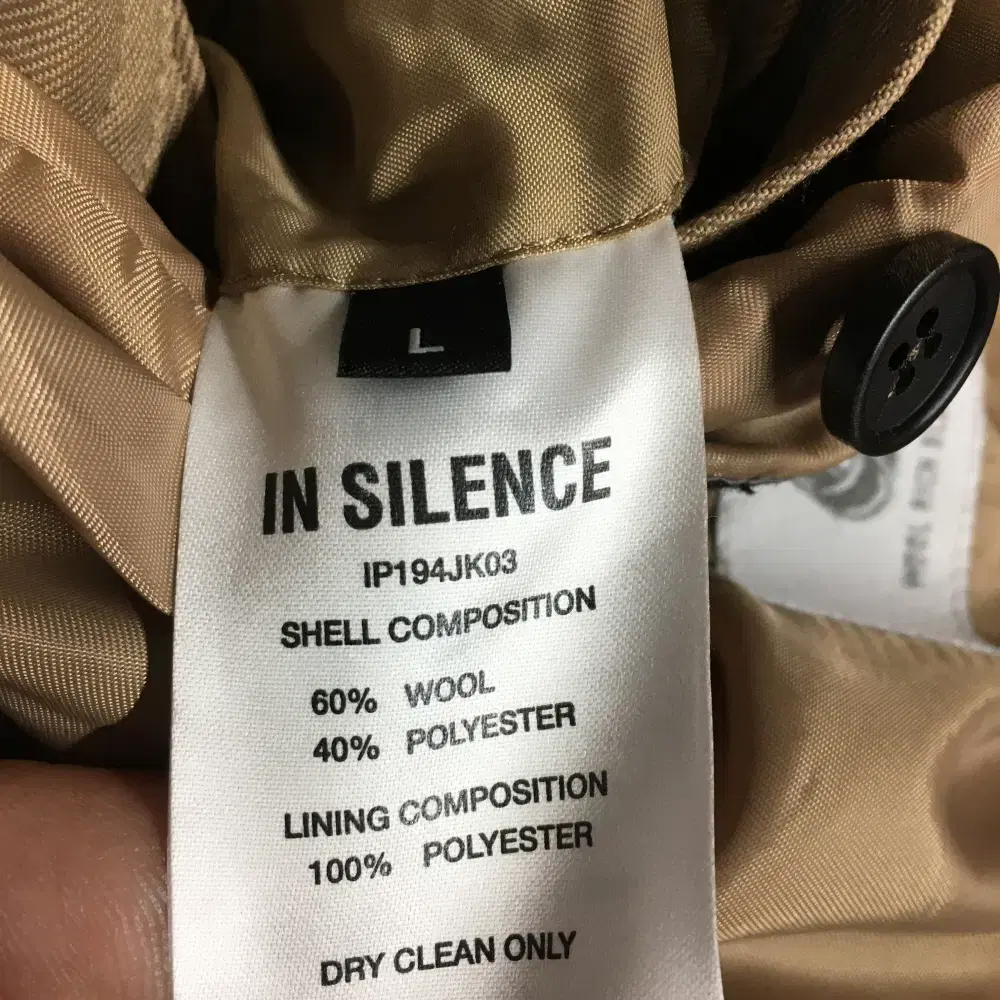 L
IN SILENCE
IP194JK03
SHELL COMPOSITION
60% WOOL
40% POLYESTER
LINING COMPOSITION
100% POLYESTER
DRY CLEAN ONLY